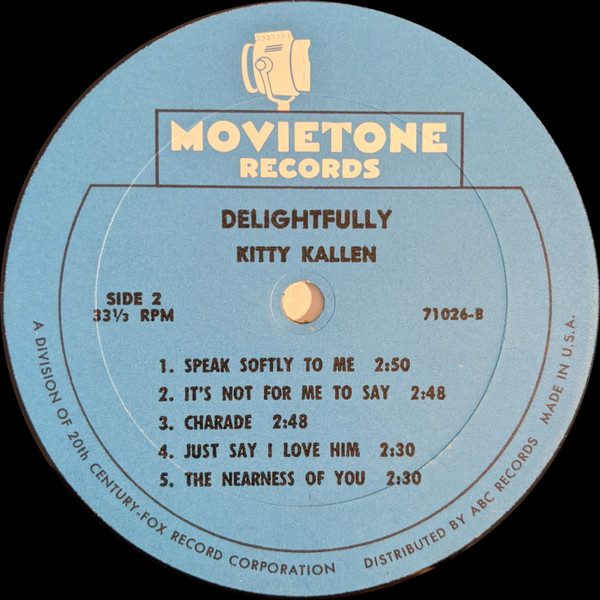 MOVIETONE
RECORDS
DELIGHTFULLY
KITTY KALLEN
SIDE 2
33⅓ RPM
71026-B
1. SPEAK SOFTLY TO ME 2:50
2. IT'S NOT FOR ME TO SAY 2:48
3. CHARADE 2:48
4. JUST SAY I LOVE HIM 2:30
5. THE NEARNESS OF YOU 2:30
A DIVISION OF 20th CENTURY-FOX RECORD CORPORATION DISTRIBUTED BY ABC RECORDS MADE IN U.S.A.